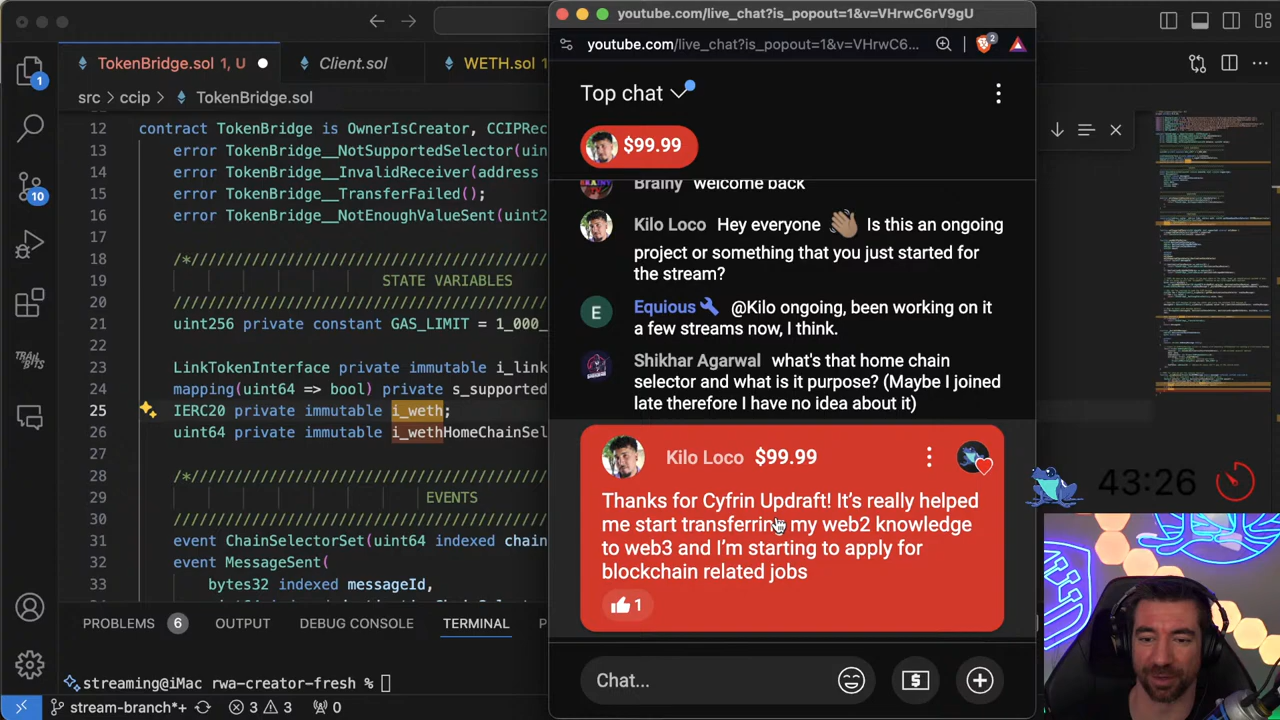 youtube.com/live_chat?is_popout=1&v=VHrwC6rV9gU
youtube.com/live_chat?is_popout=1&v=VHrwC6...
2
TokenBridge.sol 1, U
Client.sol
WETH.sol
1
src > ccip > TokenBridge.sol
12 contract TokenBridge is OwnerIsCreator, CCIPRec
13 error TokenBridge__NotSupportedSe
14 error TokenBridge__InvalidReceiver(address
15 error TokenBridge__TransferFailed();
16 error TokenBridge__NotEnoughValueSent(uint2
17
18 /*//////////////////////////////////////
19 STATE VARIABLES
20 //////////////////////////////////////
21 uint256 private constant GAS_LIMIT = 1_000_
22
23 LinkTokenInterface private immutable i_link
24 mapping(uint64 => bool) private s_supported
25 IERC20 private immutable i_weth;
26 uint64 private immutable i_wethHomeChainSel
27
28 /*//////////////////////////////////////
29 EVENTS
30 //////////////////////////////////////
31 event ChainSelectorSet(uint64 indexed chain
32 event MessageSent(
33 bytes32 indexed messageId,
10
PROBLEMS 6 OUTPUT DEBUG CONSOLE TERMINAL P
streaming@iMac rwa-creator-fresh %
stream-branch*+ 3 3 0
Top chat
$99.99
Brainy welcome back
Kilo Loco Hey everyone 👋🏽 Is this an ongoing
project or something that you just started for
the stream?
E Equious @Kilo ongoing, been working on it
a few streams now, I think.
Shikhar Agarwal what's that home chain
selector and what is it purpose? (Maybe I joined
late therefore I have no idea about it)
Kilo Loco $99.99
Thanks for Cyfrin Updraft! It's really helped
me start transferring my web2 knowledge
to web3 and I'm starting to apply for
blockchain related jobs
1
Chat...
43:26